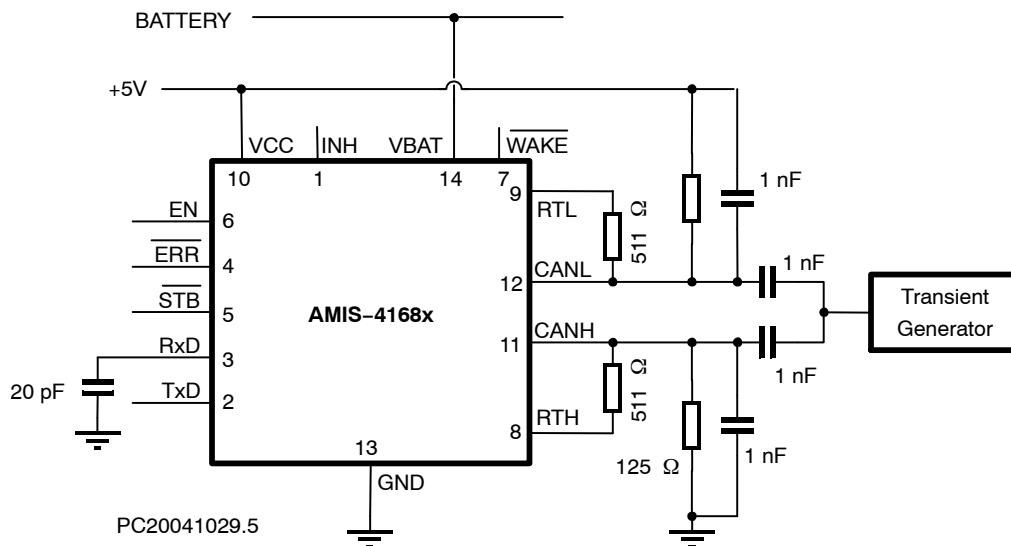 BATTERY
+5V
VCC
INH
VBAT
WAKE
10
1
14
7
9
RTL
511 Ω
1 nF
EN
6
ERR
4
STB
5
RxD
3
TxD
2
20 pF
AMIS−4168x
12
CANL
1 nF
Transient
Generator
11
CANH
1 nF
511 Ω
8
RTH
125 Ω
1 nF
13
GND
PC20041029.5